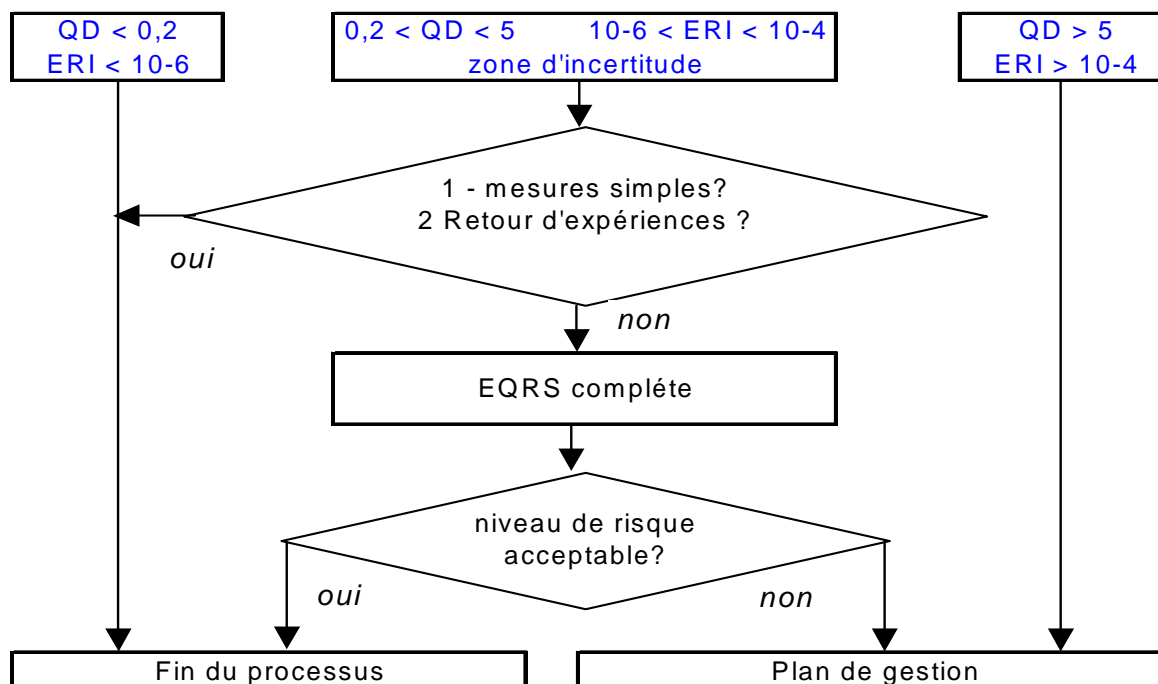 QD < 0,2
ERI < 10-6
0,2 < QD < 5 10-6 < ERI < 10-4
zone d'incertitude
QD > 5
ERI > 10-4
1 - mesures simples?
2 Retour d'expériences ?
oui
non
EQRS compléte
niveau de risque
acceptable?
oui
non
Fin du processus
Plan de gestion